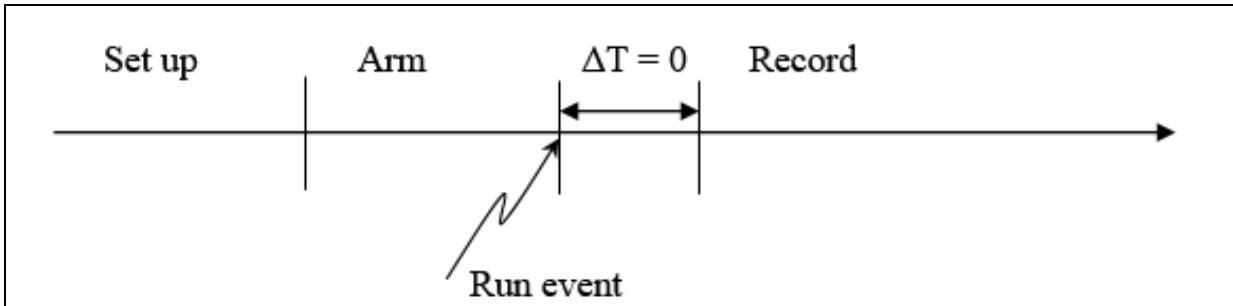 Set up Arm ΔT = 0 Record
Run event